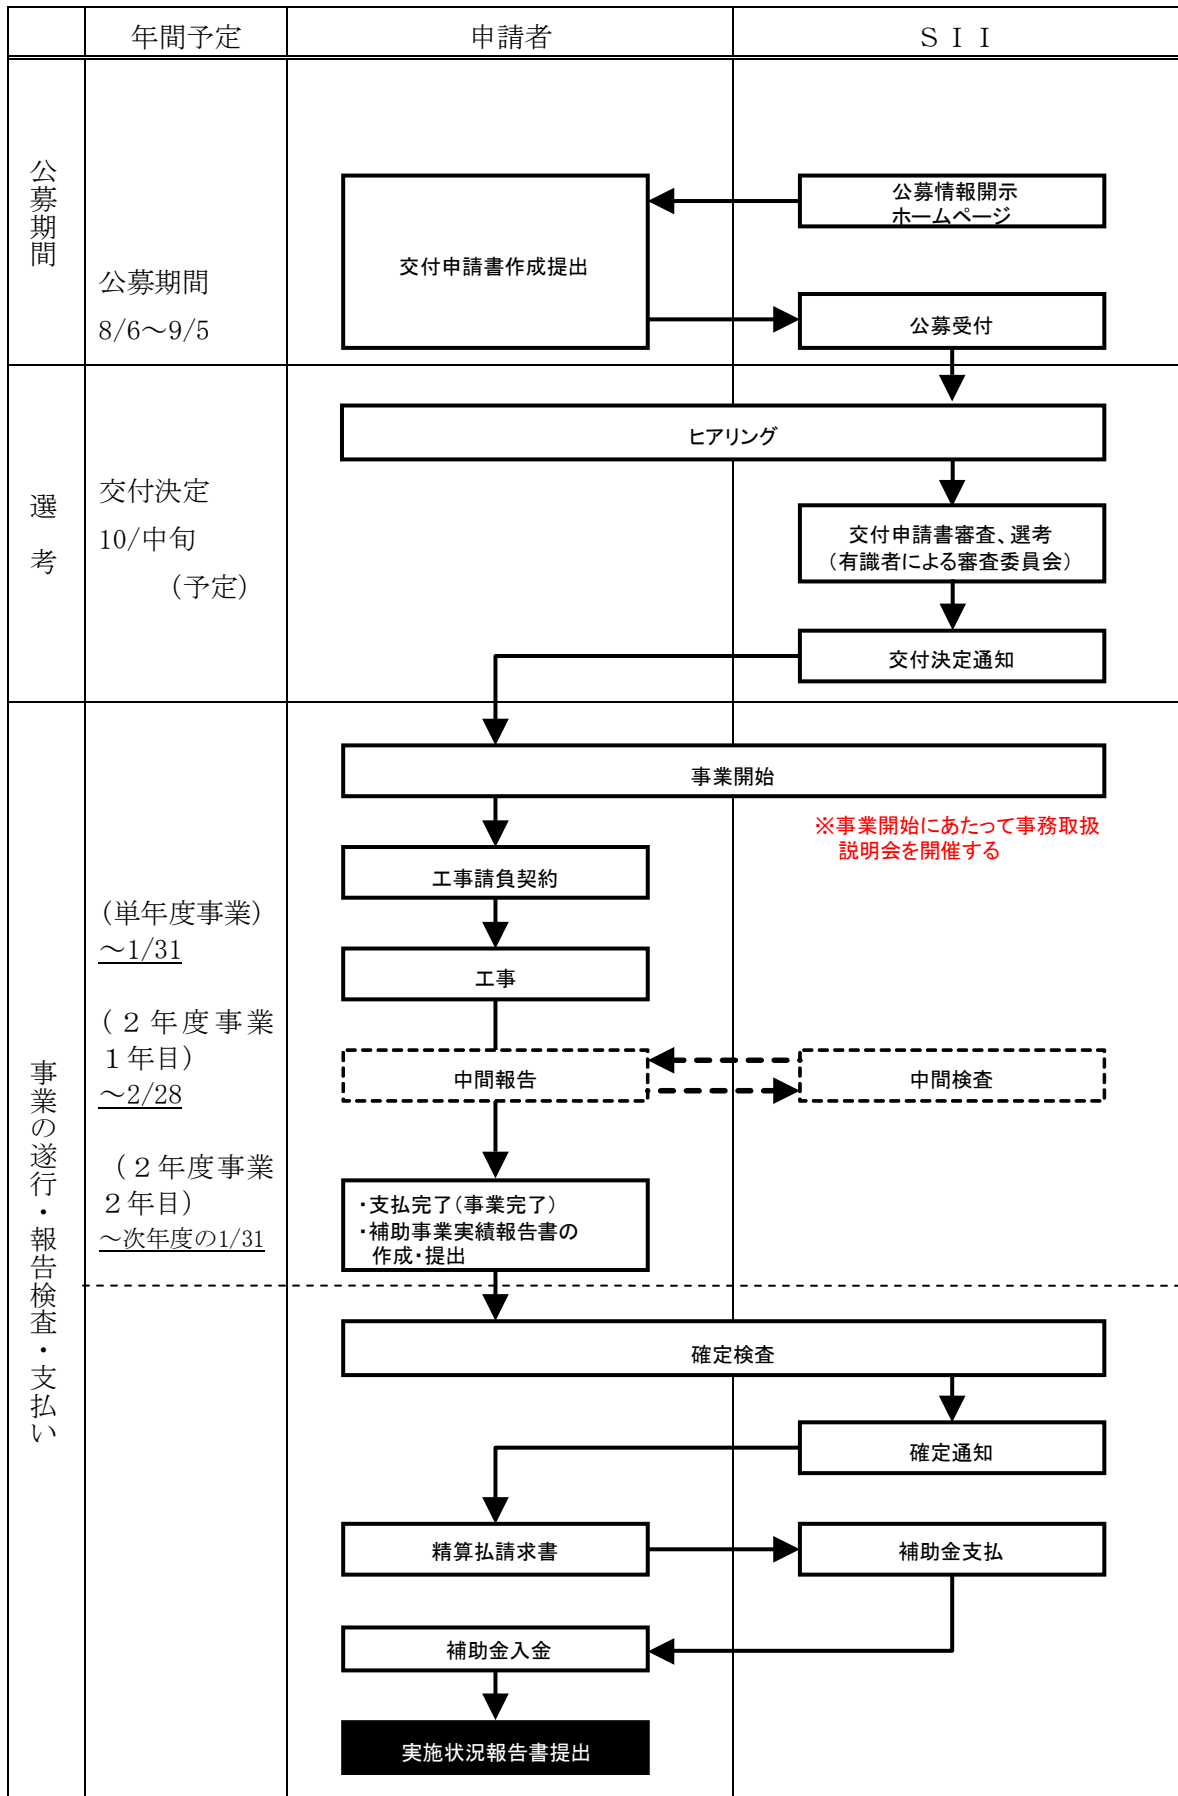 年間予定
申請者
ＳＩＩ
公募期間
公募期間
8/6～9/5
公募情報開示
ホームページ
交付申請書作成提出
公募受付
選考
交付決定
10/中旬
（予定）
ヒアリング
交付申請書審査、選考
（有識者による審査委員会）
交付決定通知
事業の遂行・報告検査・支払い
事業開始
※事業開始にあたって事務取扱
説明会を開催する
工事請負契約
（単年度事業）
～1/31
工事
（２年度事業
１年目）
～2/28
中間報告
中間検査
（２年度事業
２年目）
～次年度の1/31
・支払完了（事業完了）
・補助事業実績報告書の
作成・提出
確定検査
確定通知
精算払請求書
補助金支払
補助金入金
実施状況報告書提出